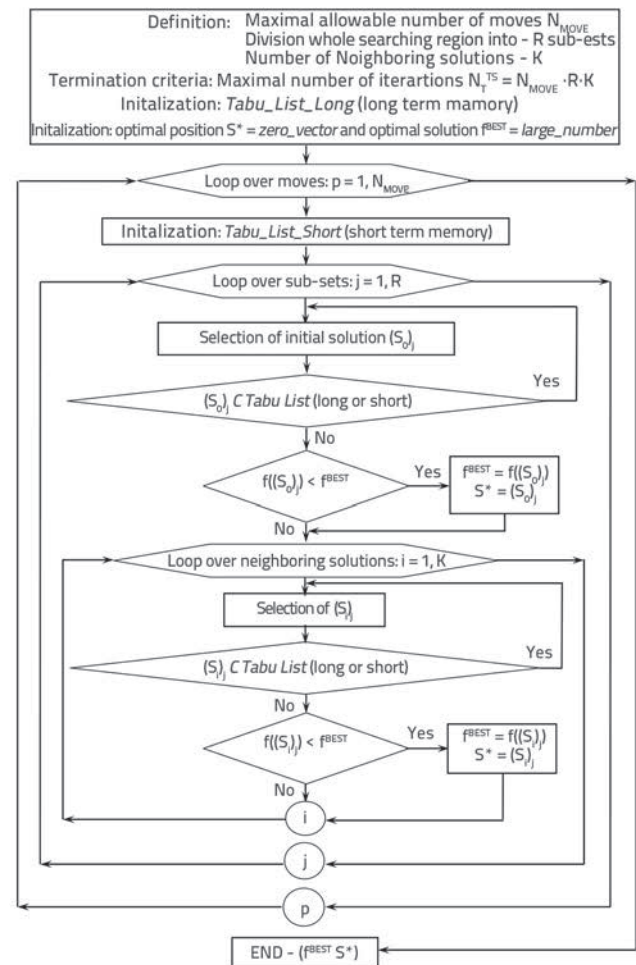 Definition: Maximal allowable number of moves N_MOVE
Division whole searching region into - R sub-ests
Number of Noighboring solutions - K
Termination criteria: Maximal number of iterartions N_T^TS = N_MOVE ·R·K
Initalization: Tabu_List_Long (long term mamory)
Initalization: optimal position S* = zero_vector and optimal solution f^BEST = large_number
Loop over moves: p = 1, N_MOVE
Initalization: Tabu_List_Short (short term memory)
Loop over sub-sets: j = 1, R
Selection of initial solution (S_o)_j
Yes
(S_o)_j C Tabu List (long or short)
No
f((S_o)_j) < f^BEST
Yes
f^BEST = f((S_o)_j)
S* = (S_o)_j
No
Loop over neighboring solutions: i = 1, K
Selection of (S_i)_j
Yes
(S_i)_j C Tabu List (long or short)
No
f((S_i)_j) < f^BEST
Yes
f^BEST = f((S_i)_j)
S* = (S_i)_j
No
i
j
p
END - (f^BEST S*)